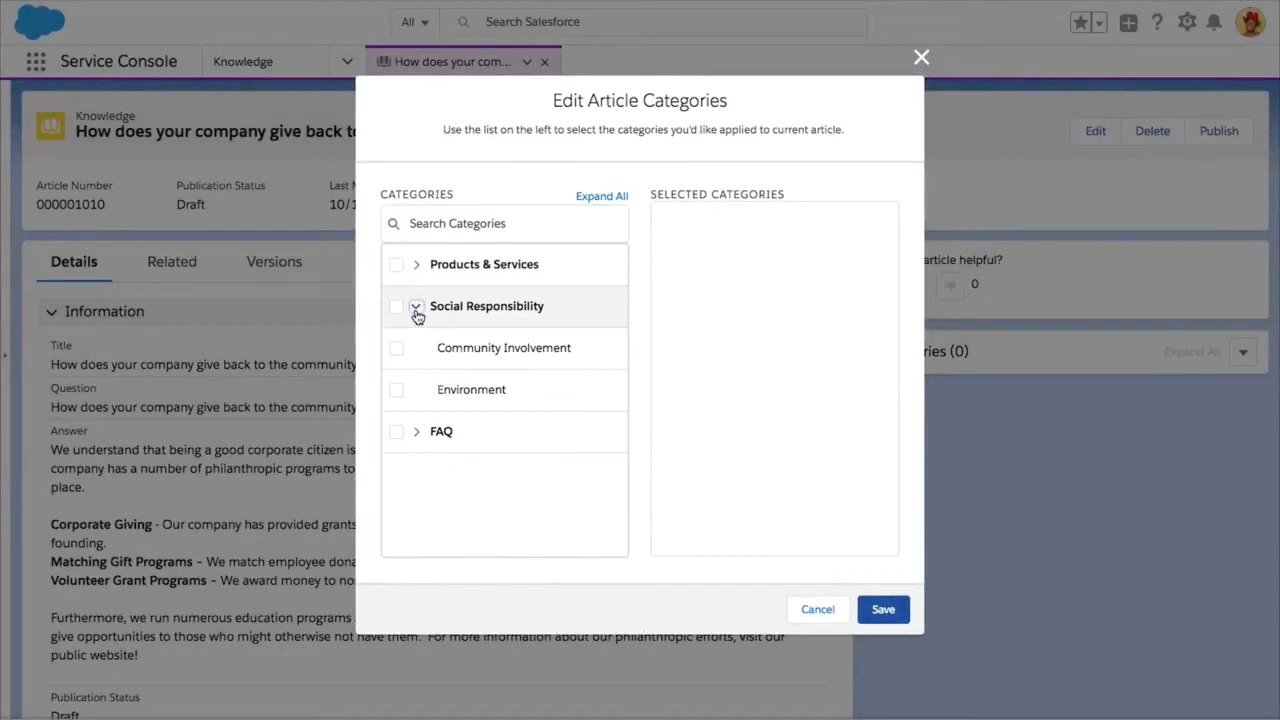 All
Search Salesforce
Service Console
Knowledge
How does your com...
Knowledge
How does your company give back to
Edit
Delete
Publish
Article Number
Publication Status
Last M
000001010
Draft
10/1
Details
Related
Versions
Information
Title
How does your company give back to the community
Question
How does your company give back to the community
Answer
We understand that being a good corporate citizen is
company has a number of philanthropic programs to
place.
Corporate Giving - Our company has provided grants
founding.
Matching Gift Programs – We match employee dona
Volunteer Grant Programs – We award money to no
Furthermore, we run numerous education programs
give opportunities to those who might otherwise not have them. For more information about our philanthropic efforts, visit our
public website!
Publication Status
Draft
Edit Article Categories
Use the list on the left to select the categories you'd like applied to current article.
CATEGORIES
Expand All
Search Categories
Products & Services
Social Responsibility
Community Involvement
Environment
FAQ
SELECTED CATEGORIES
Cancel
Save
article helpful?
0
ries (0)
Expand All